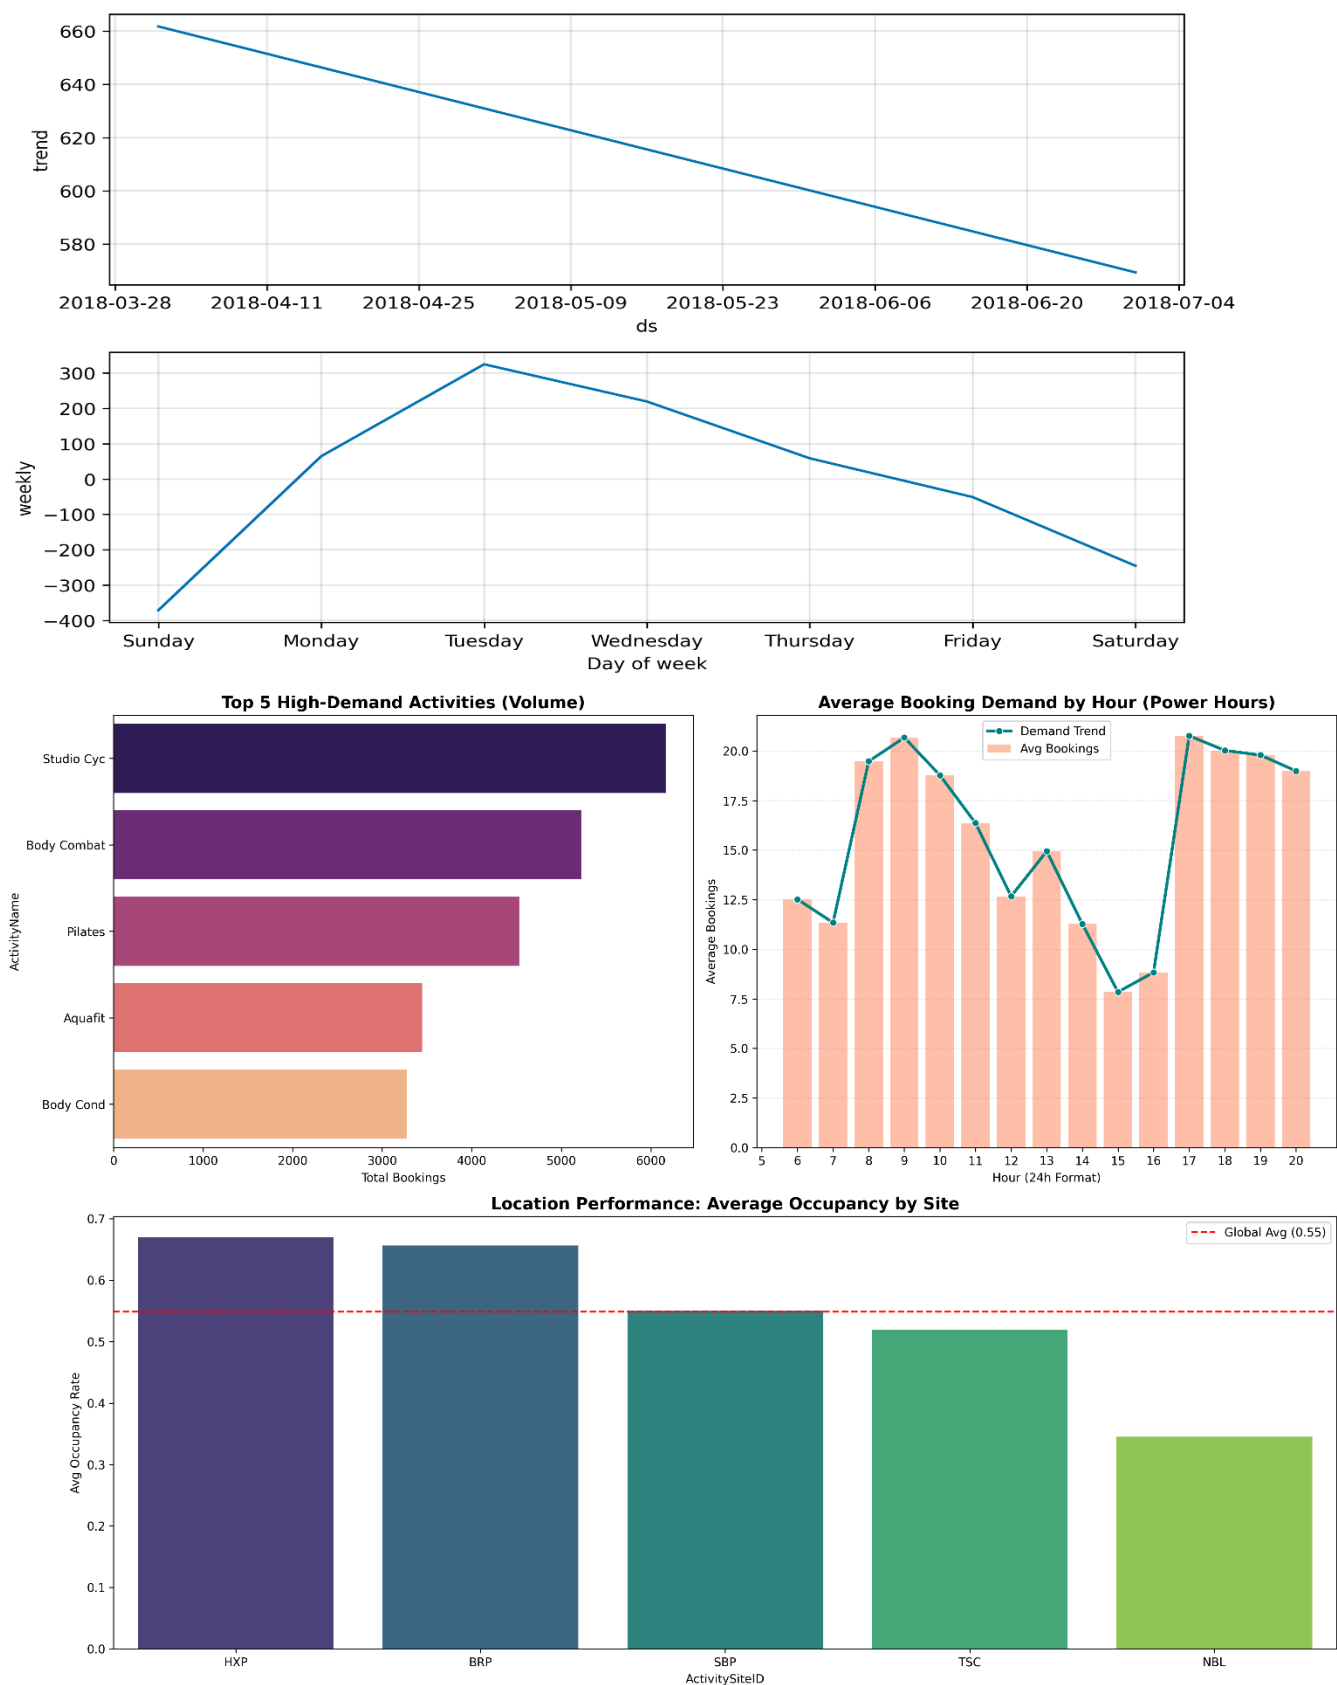 660
640
620
600
580
trend
2018-03-28 2018-04-11 2018-04-25 2018-05-09 2018-05-23 2018-06-06 2018-06-20 2018-07-04
ds
300
200
100
0
−100
−200
−300
−400
weekly
Sunday Monday Tuesday Wednesday Thursday Friday Saturday
Day of week
Top 5 High-Demand Activities (Volume)
Studio Cyc
Body Combat
Pilates
Aquafit
Body Cond
ActivityName
0 1000 2000 3000 4000 5000 6000
Total Bookings
Average Booking Demand by Hour (Power Hours)
Demand Trend
Avg Bookings
20.0
17.5
15.0
12.5
10.0
7.5
5.0
2.5
0.0
Average Bookings
5 6 7 8 9 10 11 12 13 14 15 16 17 18 19 20
Hour (24h Format)
Location Performance: Average Occupancy by Site
Global Avg (0.55)
0.7
0.6
0.5
0.4
0.3
0.2
0.1
0.0
Avg Occupancy Rate
HXP BRP SBP TSC NBL
ActivitySiteID